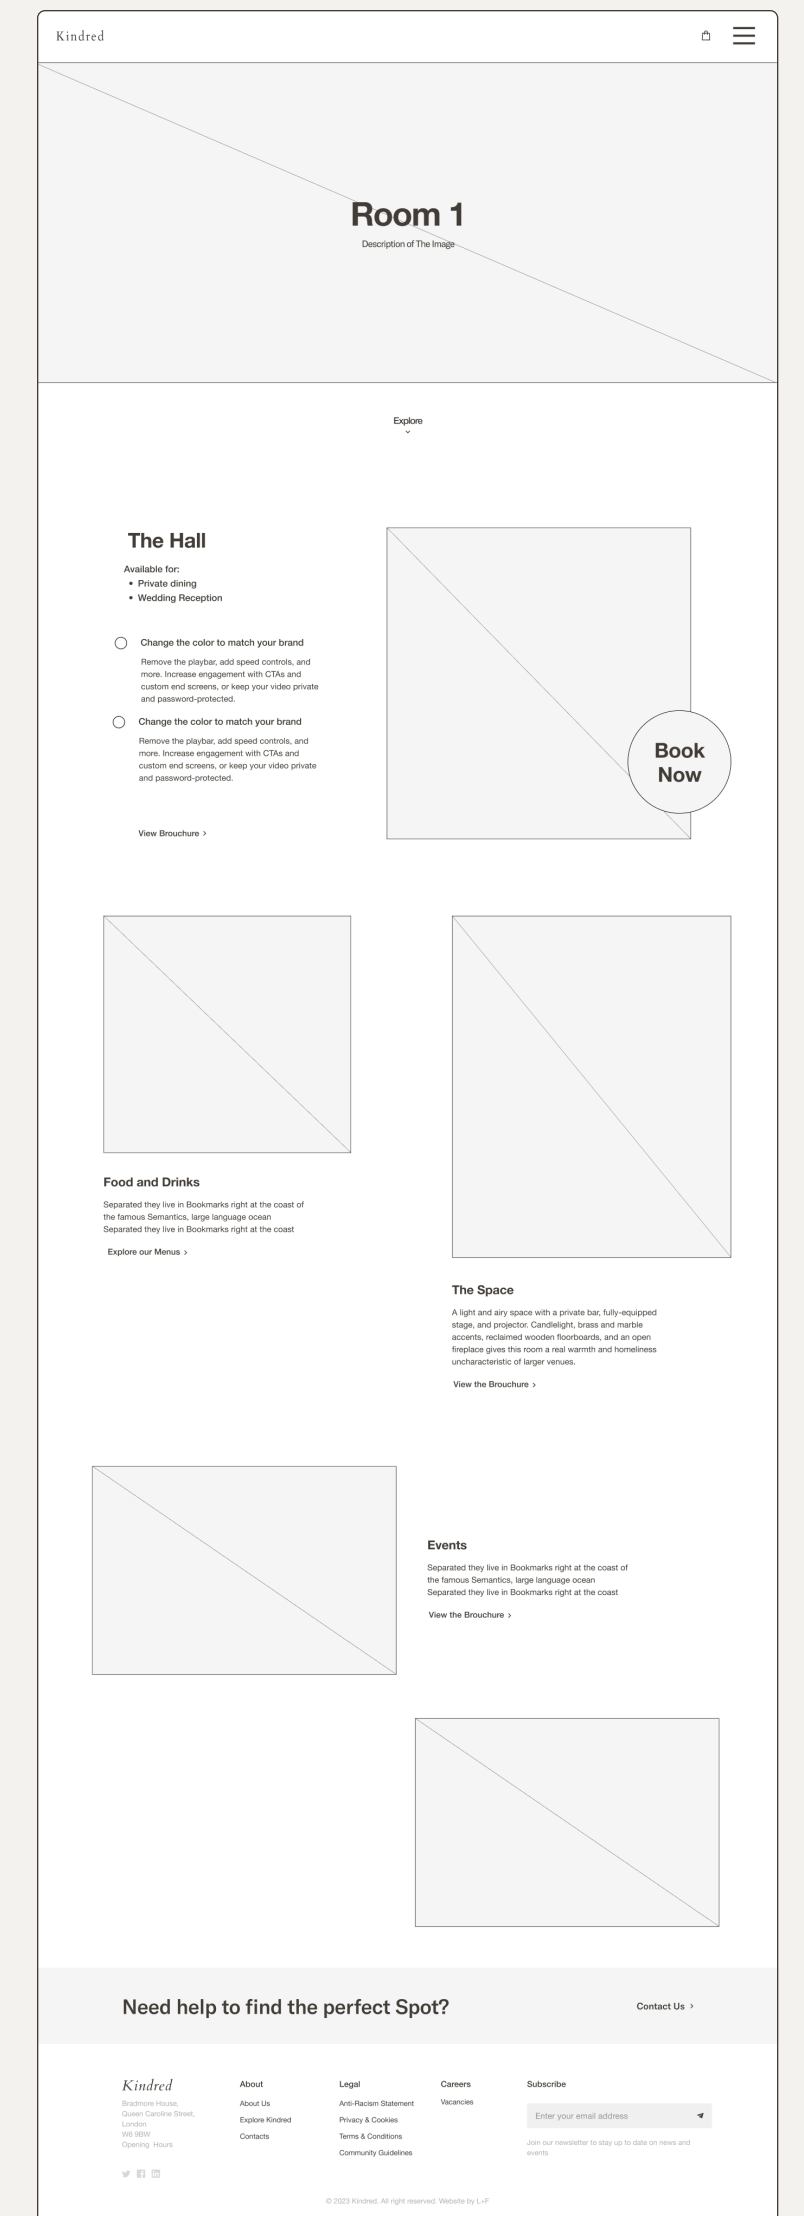 Kindred
Room 1
Description of The Image
Explore
The Hall
Available for:
• Private dining
• Wedding Reception
Change the color to match your brand
Remove the playbar, add speed controls, and
more. Increase engagement with CTAs and
custom end screens, or keep your video private
and password-protected.
Change the color to match your brand
Remove the playbar, add speed controls, and
more. Increase engagement with CTAs and
custom end screens, or keep your video private
and password-protected.
View Brouchure
Book
Now
Food and Drinks
Separated they live in Bookmarks right at the coast of
the famous Semantics, large language ocean
Separated they live in Bookmarks right at the coast
Explore our Menus
The Space
A light and airy space with a private bar, fully-equipped
stage, and projector. Candlelight, brass and marble
accents, reclaimed wooden floorboards, and an open
fireplace gives this room a real warmth and homeliness
uncharacteristic of larger venues.
View the Brouchure
Events
Separated they live in Bookmarks right at the coast of
the famous Semantics, large language ocean
Separated they live in Bookmarks right at the coast
View the Brouchure
Need help to find the perfect Spot?
Contact Us
Kindred
Bradmore House,
Queen Caroline Street,
London
W6 9BW
Opening Hours
About
About Us
Explore Kindred
Contacts
Legal
Anti-Racism Statement
Privacy & Cookies
Terms & Conditions
Community Guidelines
Careers
Vacancies
Subscribe
Enter your email address
Join our newsletter to stay up to date on news and
events
© 2023 Kindred. All right reserved. Website by L+F